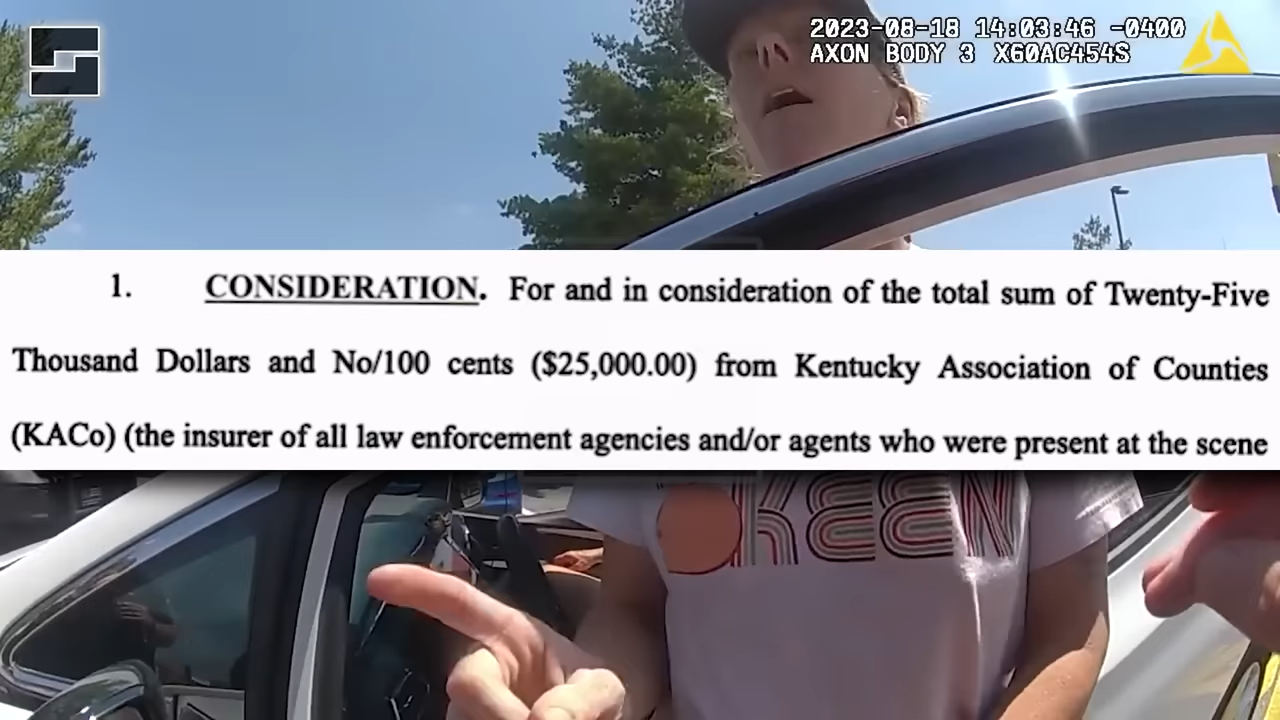 2023-08-18 14:03:46 -0400
AXON BODY 3 X60AC454S
1. CONSIDERATION. For and in consideration of the total sum of Twenty-Five
Thousand Dollars and No/100 cents ($25,000.00) from Kentucky Association of Counties
(KACo) (the insurer of all law enforcement agencies and/or agents who were present at the scene
KEEN